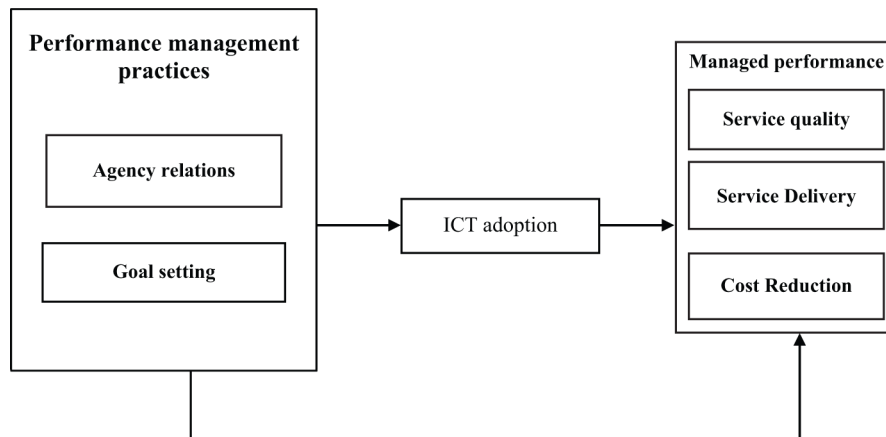 Performance management
practices
Agency relations
Goal setting
ICT adoption
Managed performance
Service quality
Service Delivery
Cost Reduction